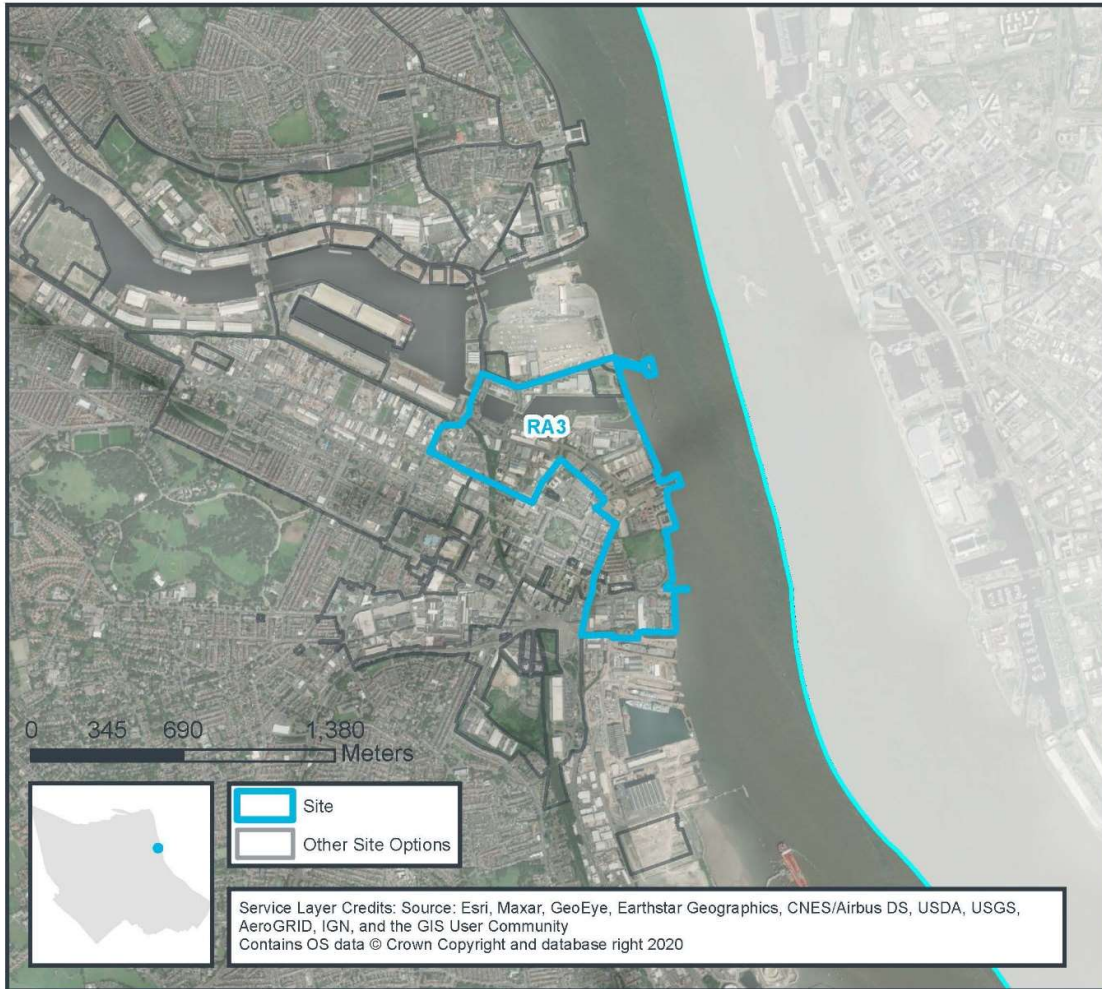 RA3
0 345 690 1,380
Meters
Site
Other Site Options
Service Layer Credits: Source: Esri, Maxar, GeoEye, Earthstar Geographics, CNES/Airbus DS, USDA, USGS,
AeroGRID, IGN, and the GIS User Community
Contains OS data © Crown Copyright and database right 2020